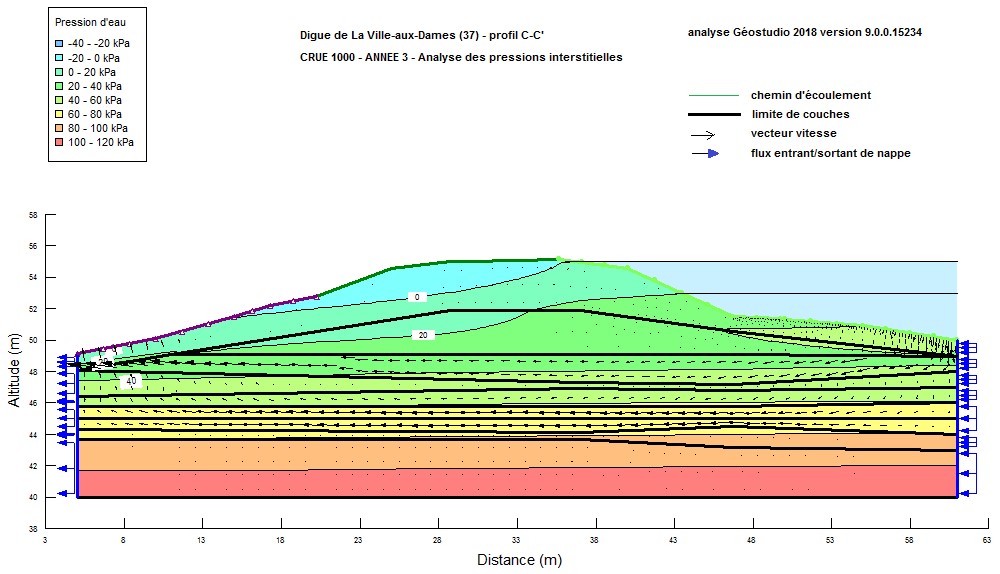 Pression d'eau
-40 - -20 kPa
-20 - 0 kPa
0 - 20 kPa
20 - 40 kPa
40 - 60 kPa
60 - 80 kPa
80 - 100 kPa
100 - 120 kPa
Digue de La Ville-aux-Dames (37) - profil C-C'
CRUE 1000 - ANNEE 3 - Analyse des pressions interstitielles
analyse Géostudio 2018 version 9.0.0.15234
chemin d'écoulement
limite de couches
vecteur vitesse
flux entrant/sortant de nappe
58
56
54
52
50
48
46
44
42
40
38
Altitude (m)
0
20
20
40
3 8 13 18 23 28 33 38 43 48 53 58 63
Distance (m)